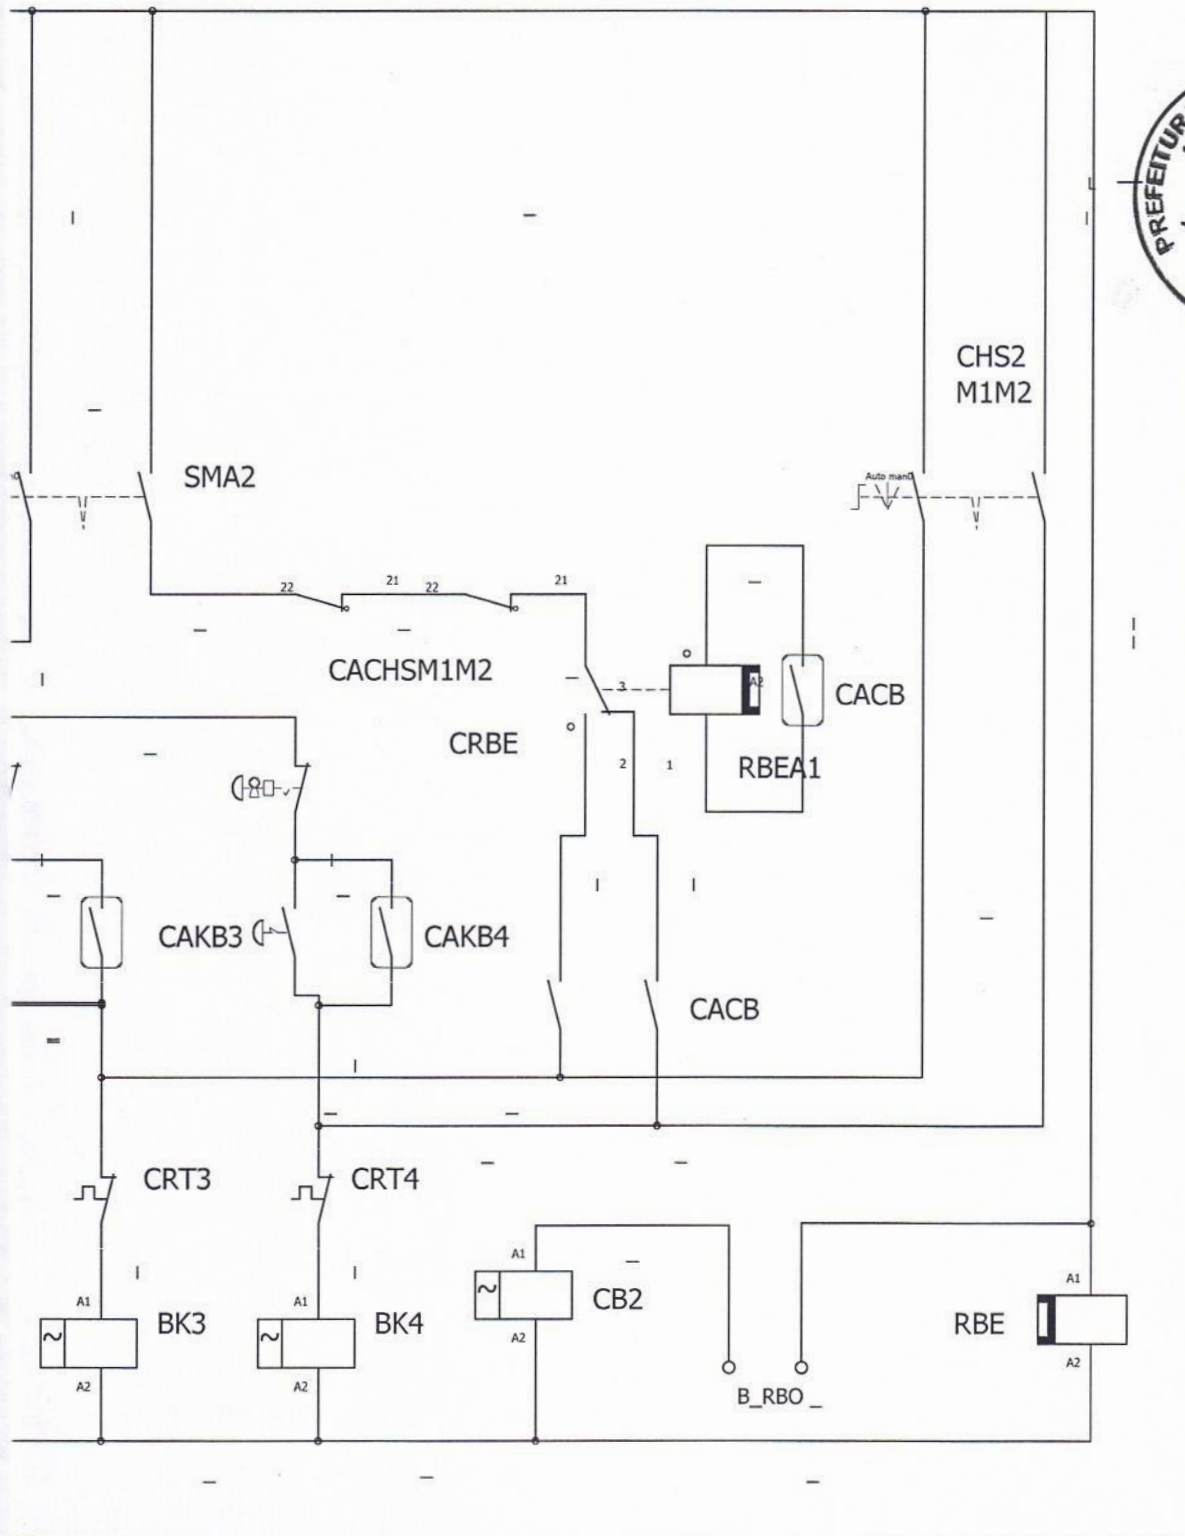 PREFEITUR
CHS2
M1M2
SMA2
Auto man0
22
21
22
21
CACHSM1M2
3
A2
CACB
CRBE
2
1
RBEA1
CAKB3
CAKB4
CACB
CRT3
CRT4
A1
CB2
A2
A1
BK3
A2
A1
BK4
A2
B_RBO _
A1
RBE
A2